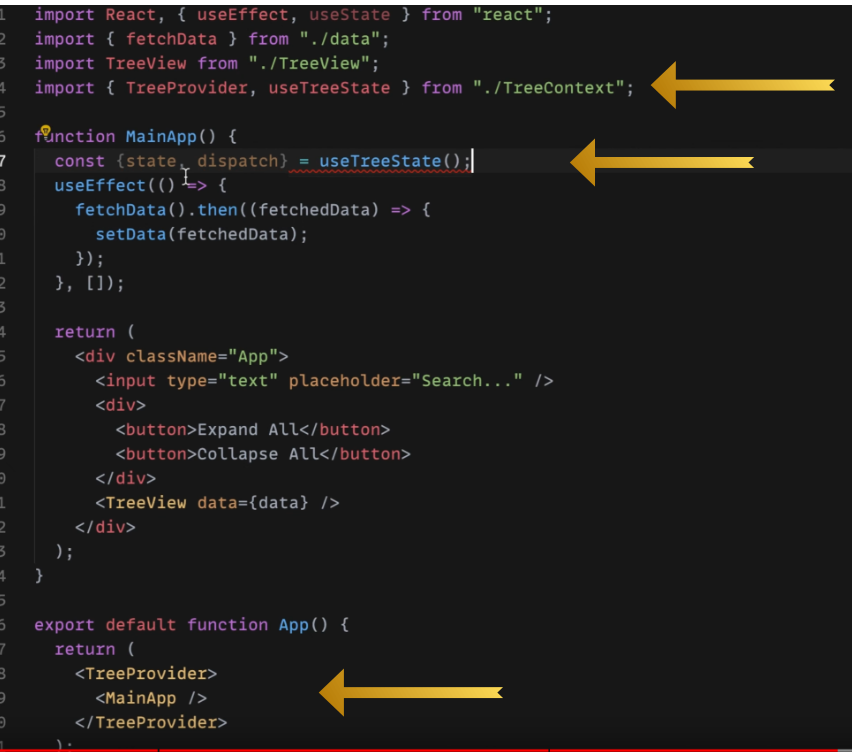 1 import React, { useEffect, useState } from "react";
2 import { fetchData } from "./data";
3 import TreeView from "./TreeView";
4 import { TreeProvider, useTreeState } from "./TreeContext";
5
6 function MainApp() {
7 const {state, dispatch} = useTreeState();
8 useEffect(() => {
9 fetchData().then((fetchedData) => {
0 setData(fetchedData);
1 });
2 }, []);
3
4 return (
5 <div className="App">
6 <input type="text" placeholder="Search..." />
7 <div>
8 <button>Expand All</button>
9 <button>Collapse All</button>
0 </div>
1 <TreeView data={data} />
2 </div>
3 );
4 }
5
6 export default function App() {
7 return (
8 <TreeProvider>
9 <MainApp />
0 </TreeProvider>
1 );